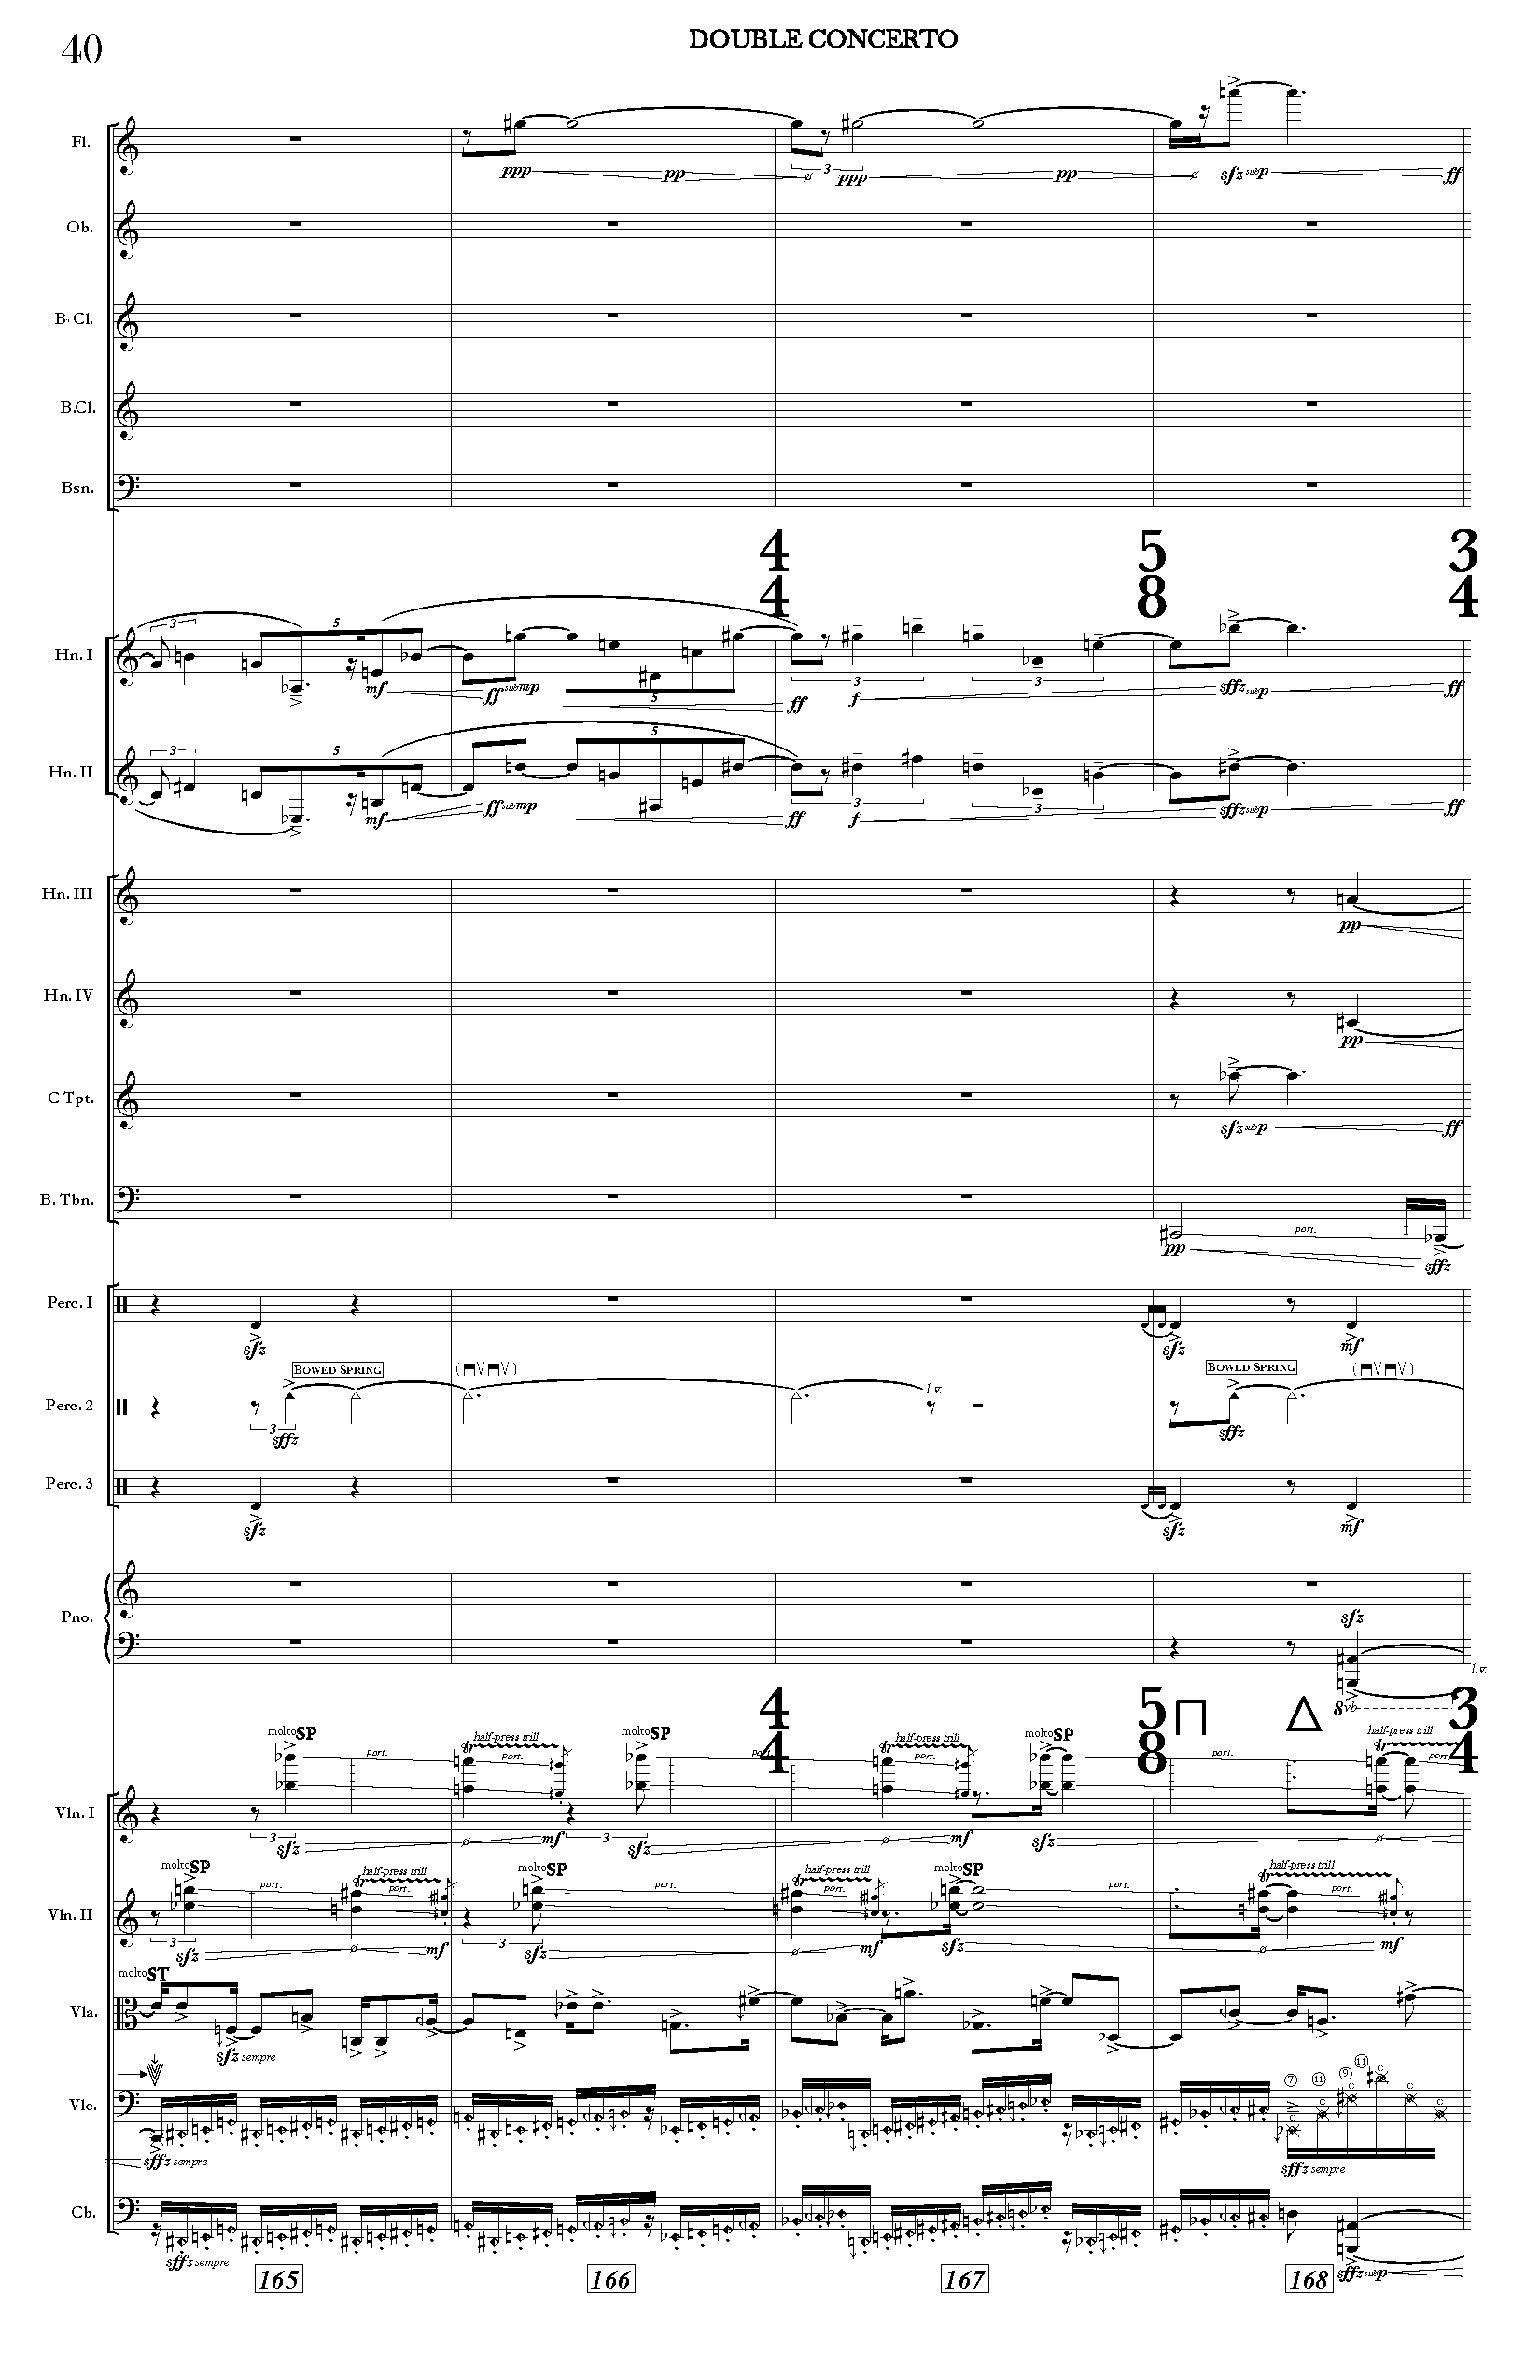 40
DOUBLE CONCERTO
Fl.
3
ppp pp ppp pp sfz sub p ff
Ob.
B♭ Cl.
B.Cl.
Bsn.
4 5 3
4 8 4
3 5
Hn. I
mf ff sub mp 5 ff f 3 3 sffz sub p ff
3 5 5
Hn. II
mf ff sub mp ff f 3 3 sffz sub p ff
Hn. III
pp
Hn. IV
pp
C Tpt.
sfz sub p ff
B. Tbn.
port.
pp sffz
Perc. I
sfz sfz mf
BOWED SPRING BOWED SPRING
l.v.
Perc. 2
3
sffz sffz
Perc. 3
sfz sfz mf
Pno.
sfz
l.v.
8vb
4 5 3
4 8 4
molto SP half-press trill molto SP half-press trill molto SP half-press trill
tr tr tr
port. port. port. port. port. port.
Vln. I
3 sfz mf 3 sfz mf sfz
molto SP half-press trill molto SP half-press trill molto SP half-press trill
tr tr tr
port. port. port. port. port. port.
Vln. II
3 sfz mf 3 sfz mf sfz mf
molto ST
Vla.
sfz sempre
7 11 9 11
c c c c c c
Vlc.
sffz sempre sffz sempre
Cb.
sffz sempre sffz sub p
165 166 167 168